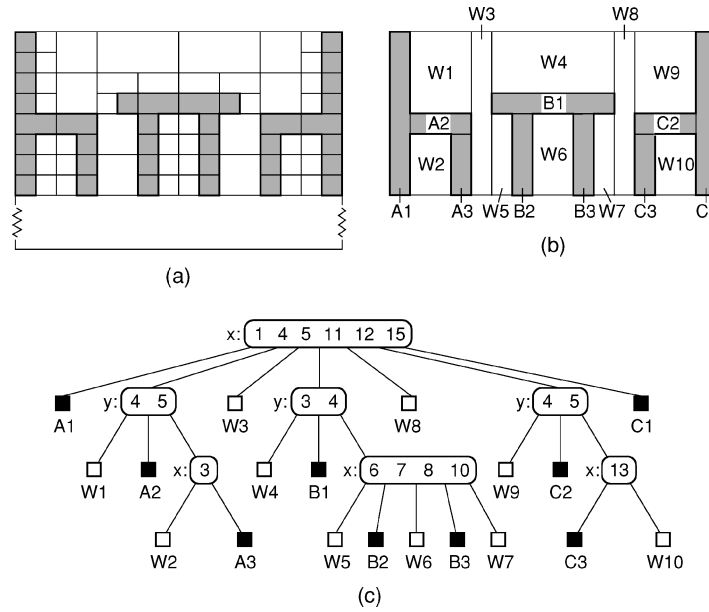 W3 W8
W1 W4 W9
B1
A2 C2
W2 W6 W10
A1 A3 W5 B2 B3 W7 C3 C
(a) (b)
x: 1 4 5 11 12 15
y: 4 5 y: 3 4 y: 4 5
A1 W3 W8 C1
x: 3 x: 6 7 8 10 x: 13
W1 A2 W4 B1 W9 C2
W2 A3 W5 B2 W6 B3 W7 C3 W10
(c)